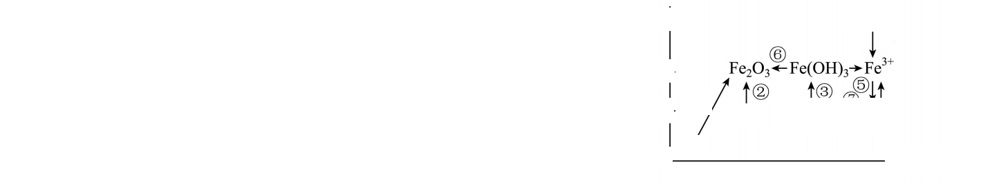 ⑥
Fe₂O₃←Fe(OH)₃→Fe³⁺
② ③ ⑤